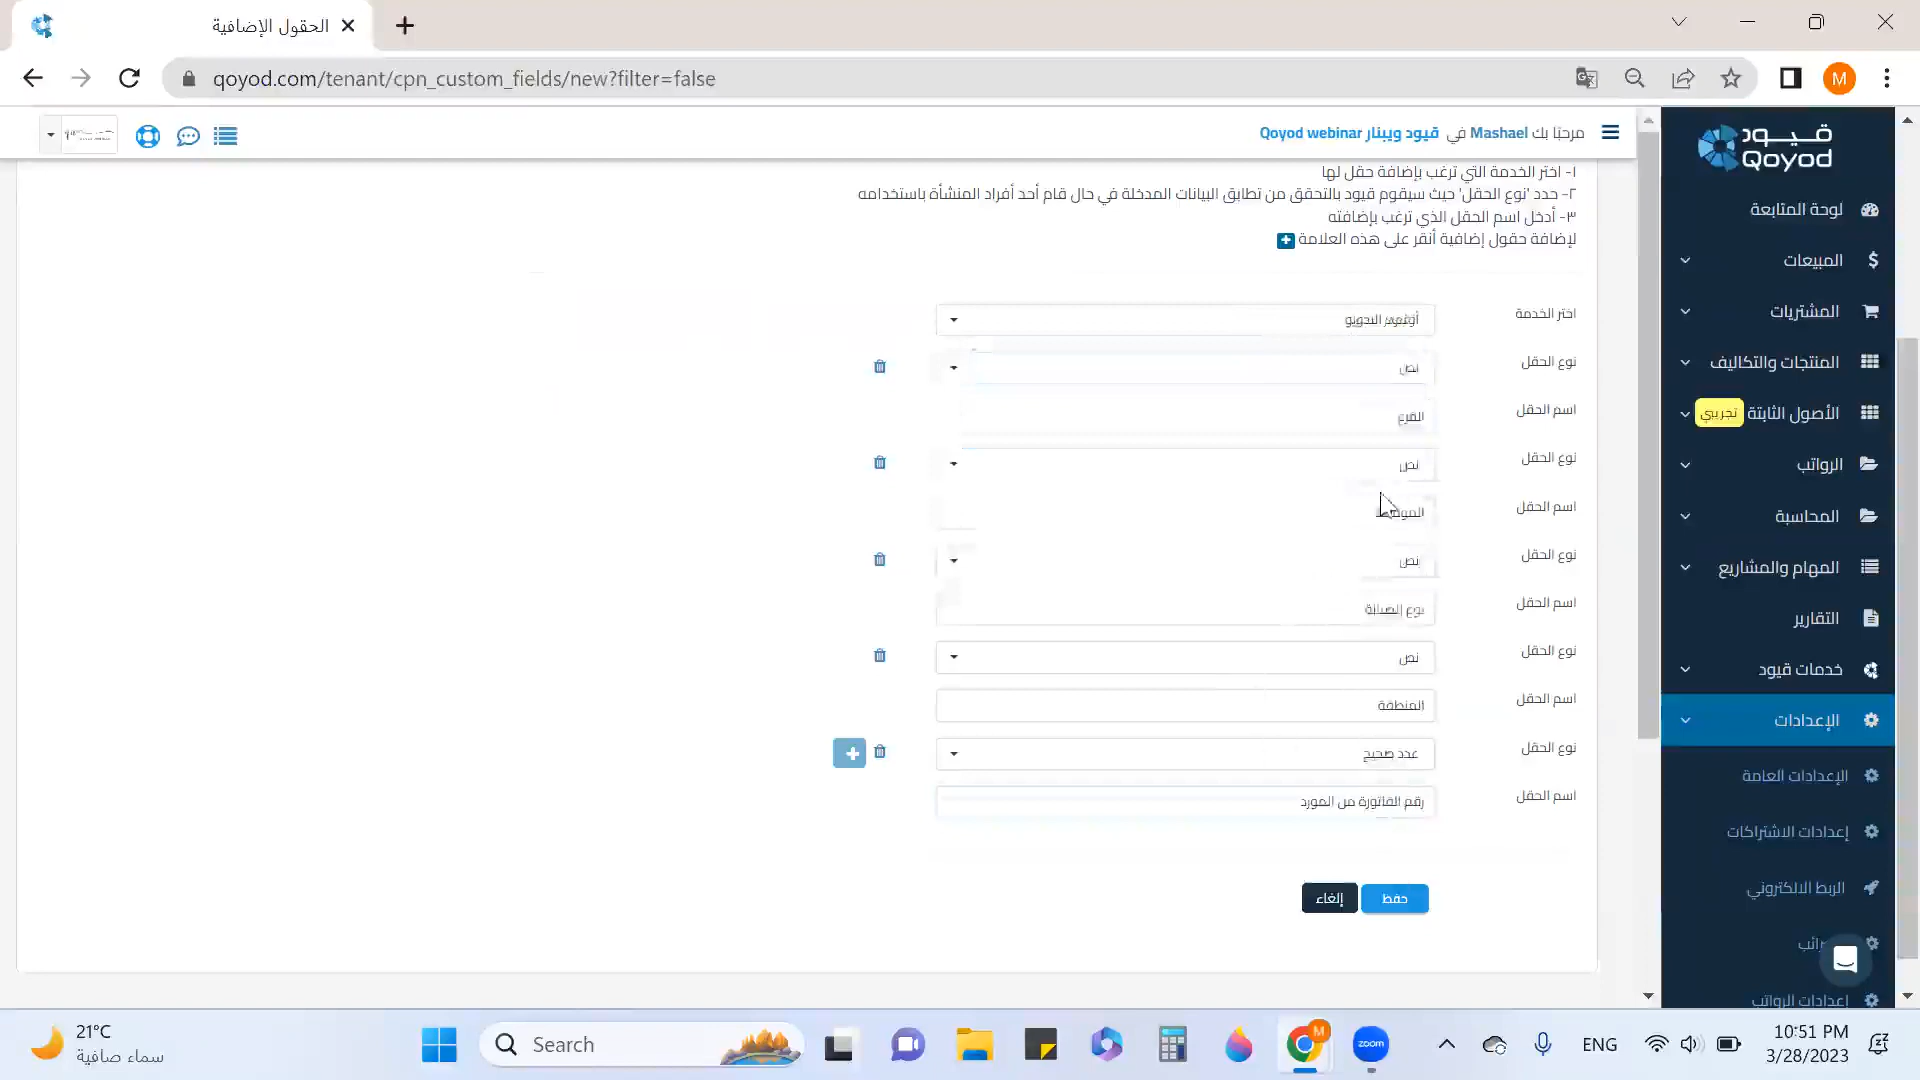 الحقول الإضافية
qoyod.com/tenant/cpn_custom_fields/new?filter=false
M
مرحبًا بك Mashael في قيود ويبنار Qoyod webinar
قيود
Qoyod
١- اختر الخدمة التي ترغب بإضافة حقل لها
٢- حدد 'نوع الحقل' حيث سيقوم قيود بالتحقق من تطابق البيانات المدخلة في حال قام أحد أفراد المنشأة باستخدامه
٣- أدخل اسم الحقل الذي ترغب بإضافته
لإضافة حقول إضافية أنقر على هذه العلامة
اختر الخدمة
نوع الحقل نص
اسم الحقل الفرع
نوع الحقل نص
اسم الحقل
نوع الحقل نص
اسم الحقل نوع الصيانة
نوع الحقل نص
اسم الحقل المنطقة
نوع الحقل عدد صحيح
اسم الحقل رقم الفاتورة من المورد
حفظ إلغاء
لوحة المتابعة
المبيعات
المشتريات
المنتجات والتكاليف
الأصول الثابتة تجريبي
الرواتب
المحاسبة
المهام والمشاريع
التقارير
خدمات قيود
الإعدادات
الإعدادات العامة
إعدادات الاشتراكات
الربط الالكتروني
إعدادات الرواتب
21°C
سماء صافية
Search
M
zoom
ENG
10:51 PM
3/28/2023